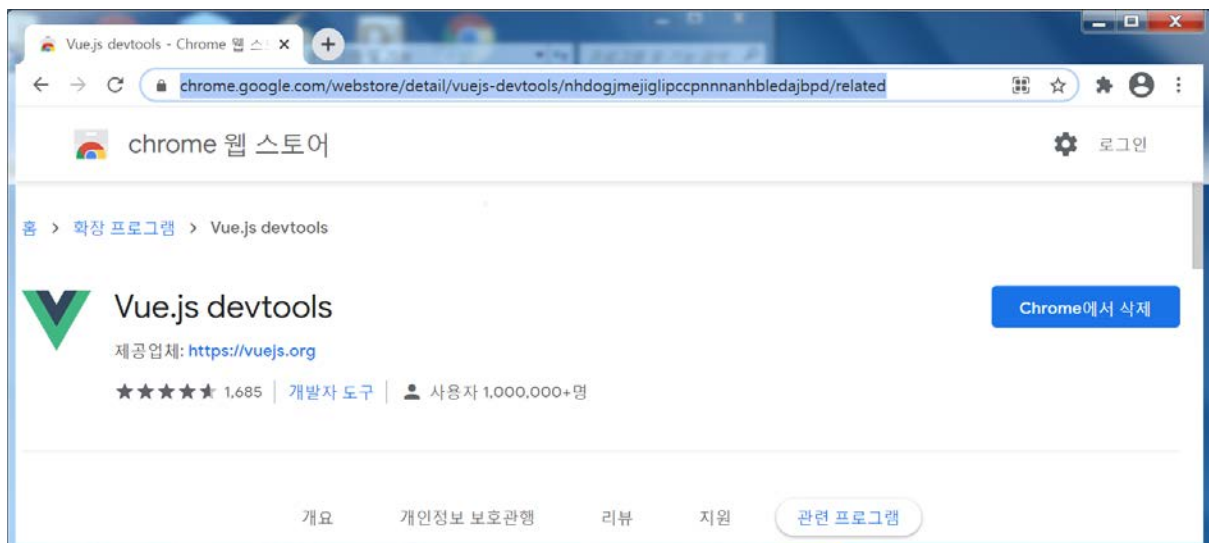 Vue.js devtools - Chrome 웹 스
chrome.google.com/webstore/detail/vuejs-devtools/nhdogjmejiglipccpnnnanhbledajbpd/related
chrome 웹 스토어
로그인
홈 > 확장 프로그램 > Vue.js devtools
Vue.js devtools
Chrome에서 삭제
제공업체: https://vuejs.org
1,685 | 개발자 도구 | 사용자 1,000,000+명
개요 개인정보 보호관행 리뷰 지원 관련 프로그램